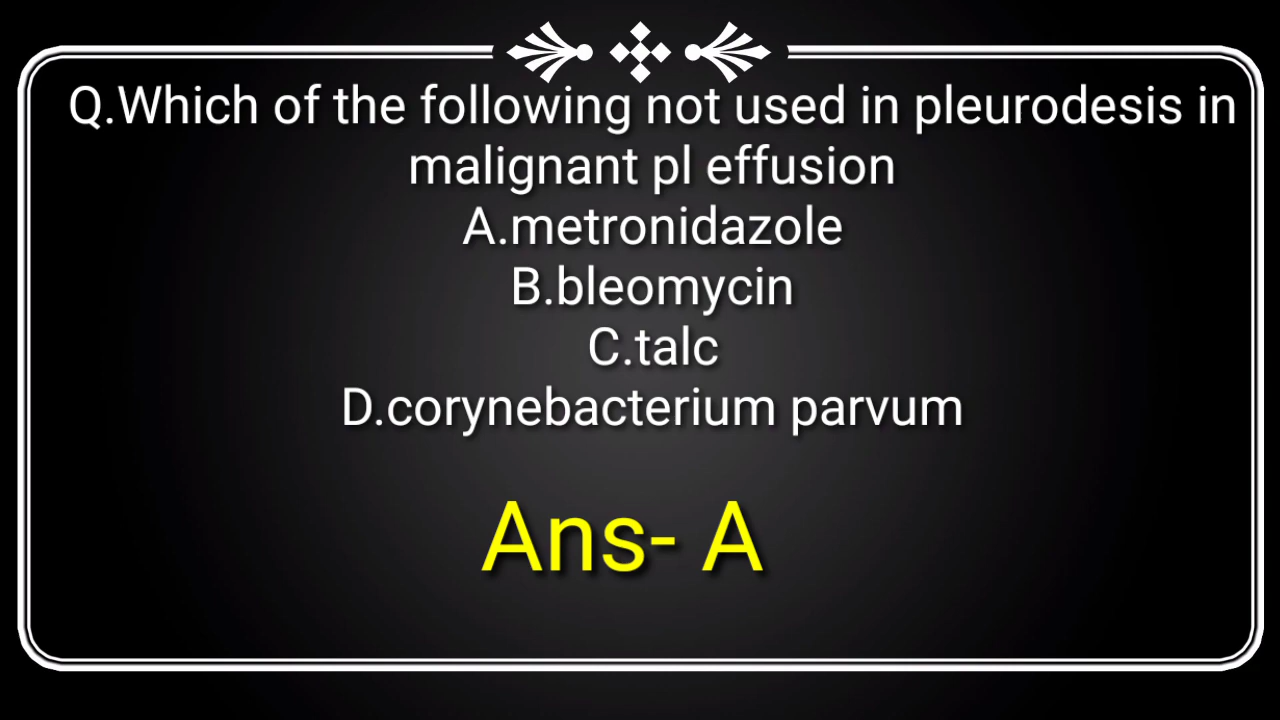 Q.Which of the following not used in pleurodesis in
malignant pl effusion
A.metronidazole
B.bleomycin
C.talc
D.corynebacterium parvum
Ans- A